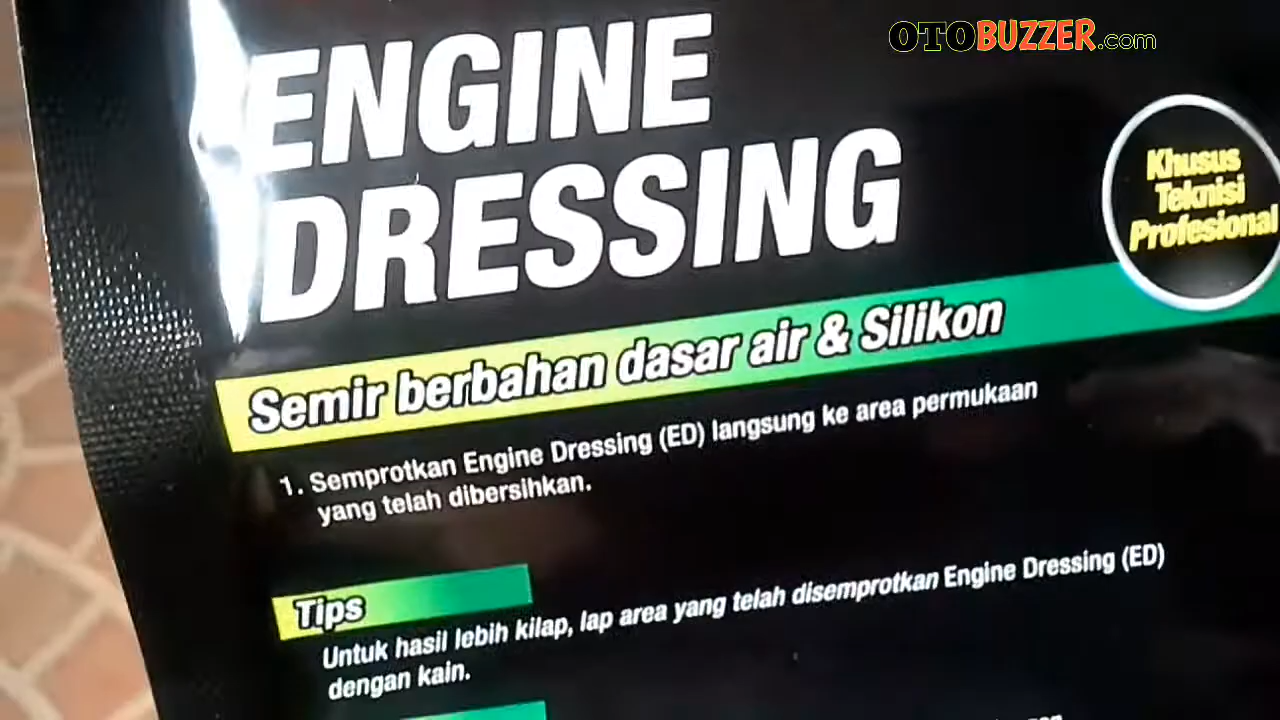 OTOBUZZER.com
ENGINE
DRESSING
Khusus
Teknisi
Profesional
Semir berbahan dasar air & Silikon
1. Semprotkan Engine Dressing (ED) langsung ke area permukaan
yang telah dibersihkan.
Tips
Untuk hasil lebih kilap, lap area yang telah disemprotkan Engine Dressing (ED)
dengan kain.